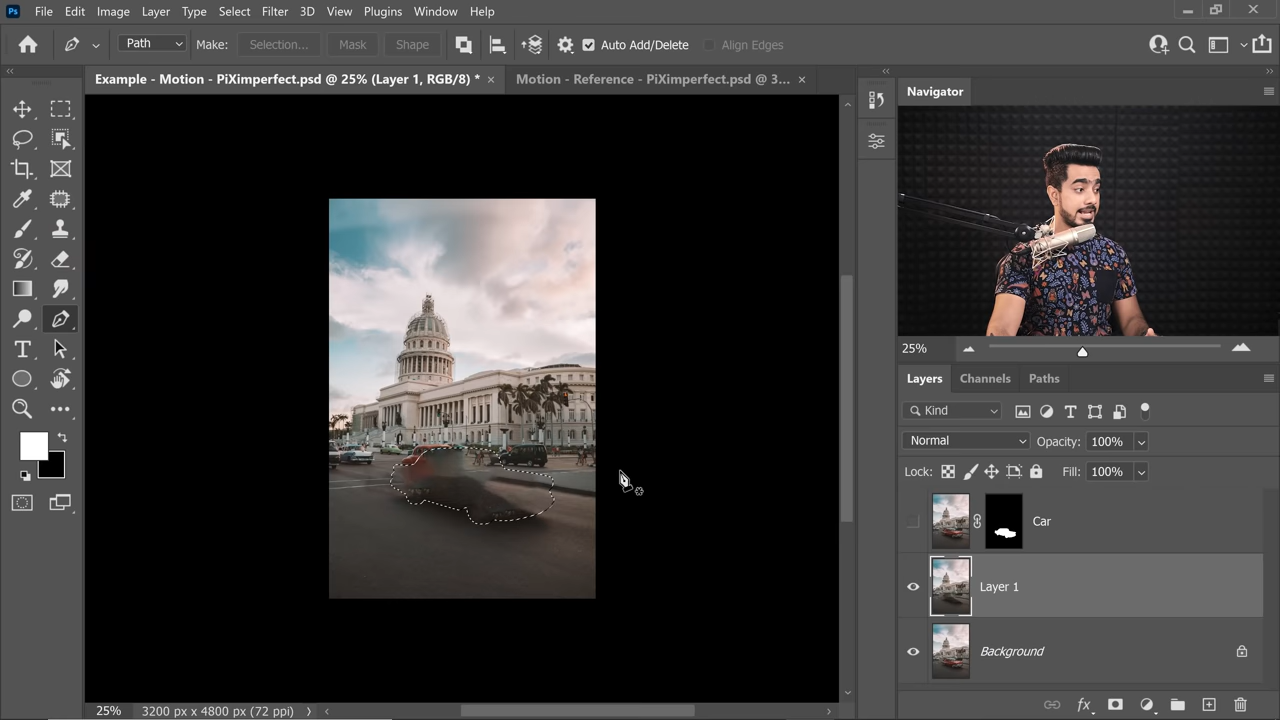 Ps File Edit Image Layer Type Select Filter 3D View Plugins Window Help
Path Make: Selection... Mask Shape Auto Add/Delete Align Edges
Example - Motion - PiXimperfect.psd @ 25% (Layer 1, RGB/8) * × Motion - Reference - PiXimperfect.psd @ 3... ×
Navigator
25%
Layers Channels Paths
Kind
Normal Opacity: 100%
Lock: Fill: 100%
Car
Layer 1
Background
25% 3200 px x 4800 px (72 ppi)